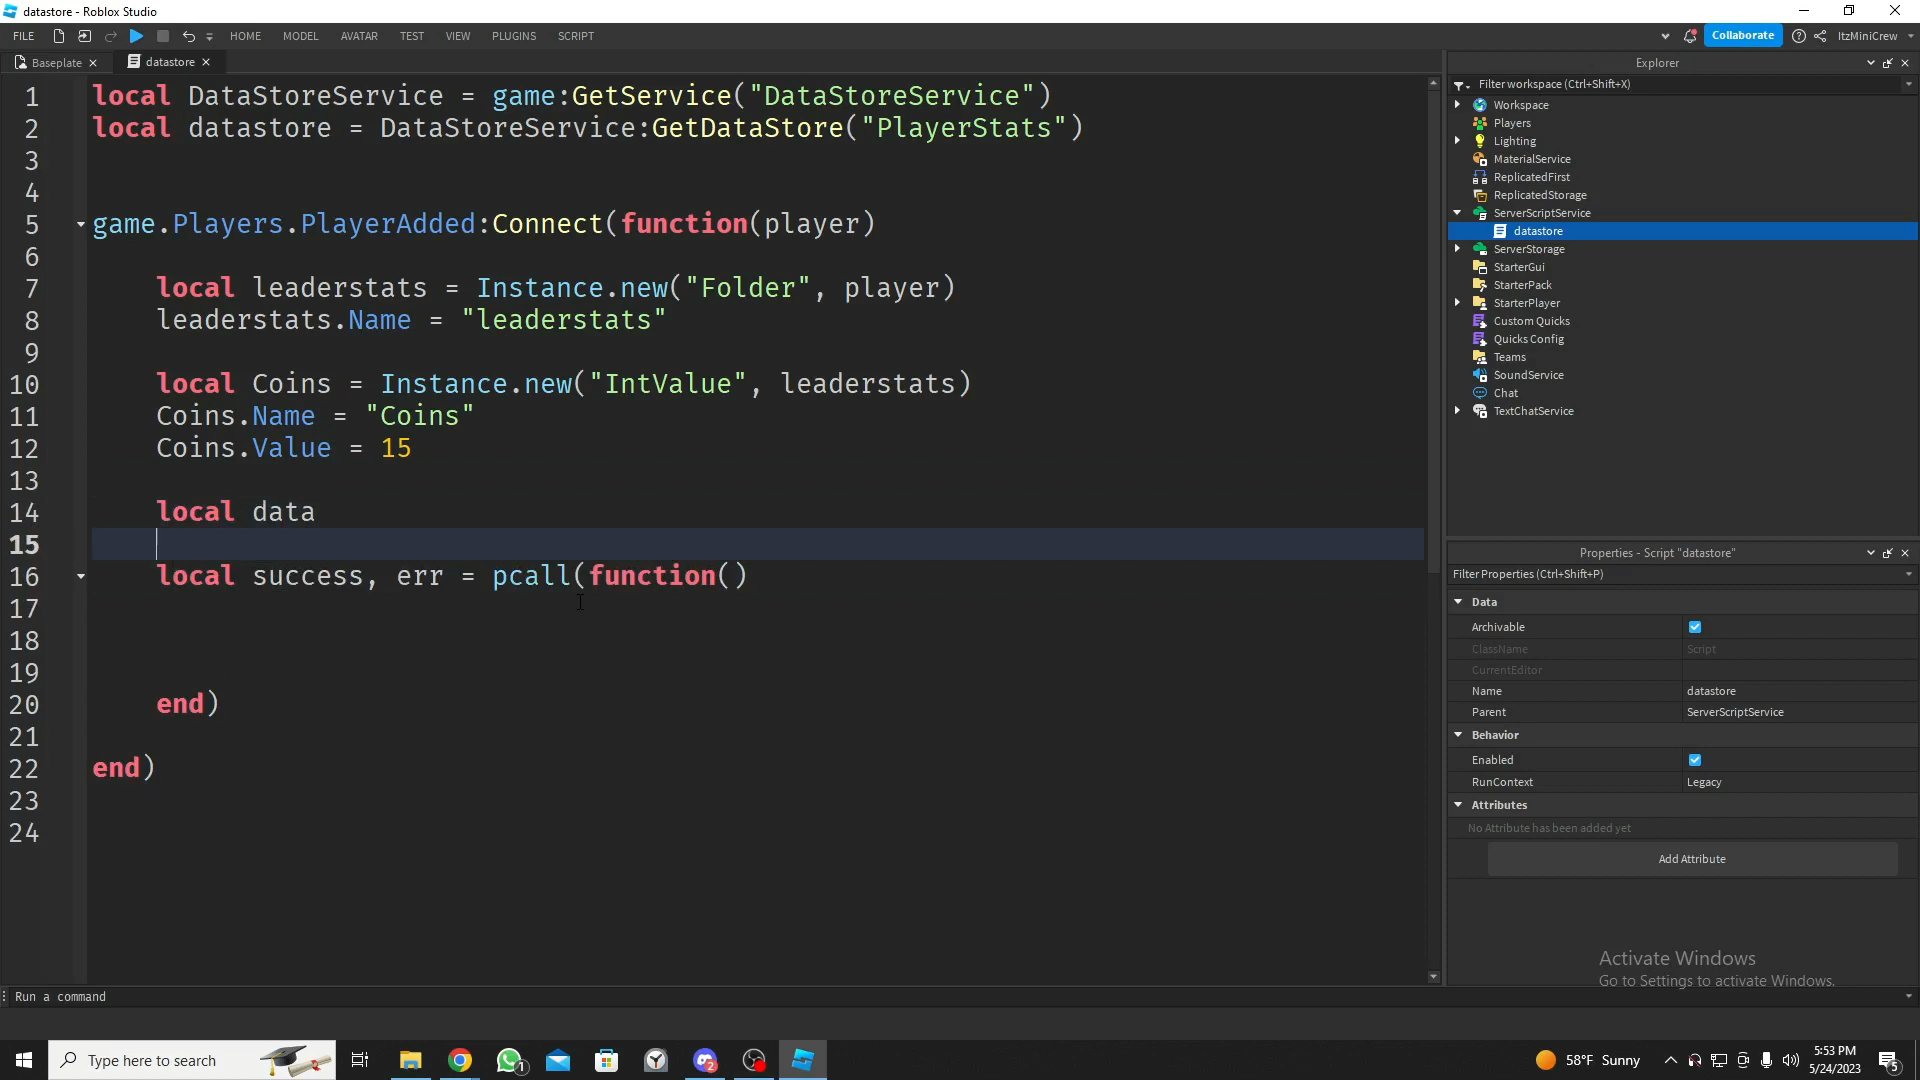 datastore - Roblox Studio
FILE HOME MODEL AVATAR TEST VIEW PLUGINS SCRIPT Collaborate ItzMiniCrew
Baseplate datastore
1 local DataStoreService = game:GetService("DataStoreService")
2 local datastore = DataStoreService:GetDataStore("PlayerStats")
3
4
5 game.Players.PlayerAdded:Connect(function(player)
6
7 local leaderstats = Instance.new("Folder", player)
8 leaderstats.Name = "leaderstats"
9
10 local Coins = Instance.new("IntValue", leaderstats)
11 Coins.Name = "Coins"
12 Coins.Value = 15
13
14 local data
15
16 local success, err = pcall(function()
17
18
19
20 end)
21
22 end)
23
24
Explorer
Filter workspace (Ctrl+Shift+X)
Workspace
Players
Lighting
MaterialService
ReplicatedFirst
ReplicatedStorage
ServerScriptService
datastore
ServerStorage
StarterGui
StarterPack
StarterPlayer
Custom Quicks
Quicks Config
Teams
SoundService
Chat
TextChatService
Properties - Script "datastore"
Filter Properties (Ctrl+Shift+P)
Data
Archivable
ClassName Script
CurrentEditor
Name datastore
Parent ServerScriptService
Behavior
Enabled
RunContext Legacy
Attributes
No Attribute has been added yet
Add Attribute
Activate Windows
Go to Settings to activate Windows.
Run a command
Type here to search
1
2
58°F Sunny
5:53 PM
5/24/2023
5